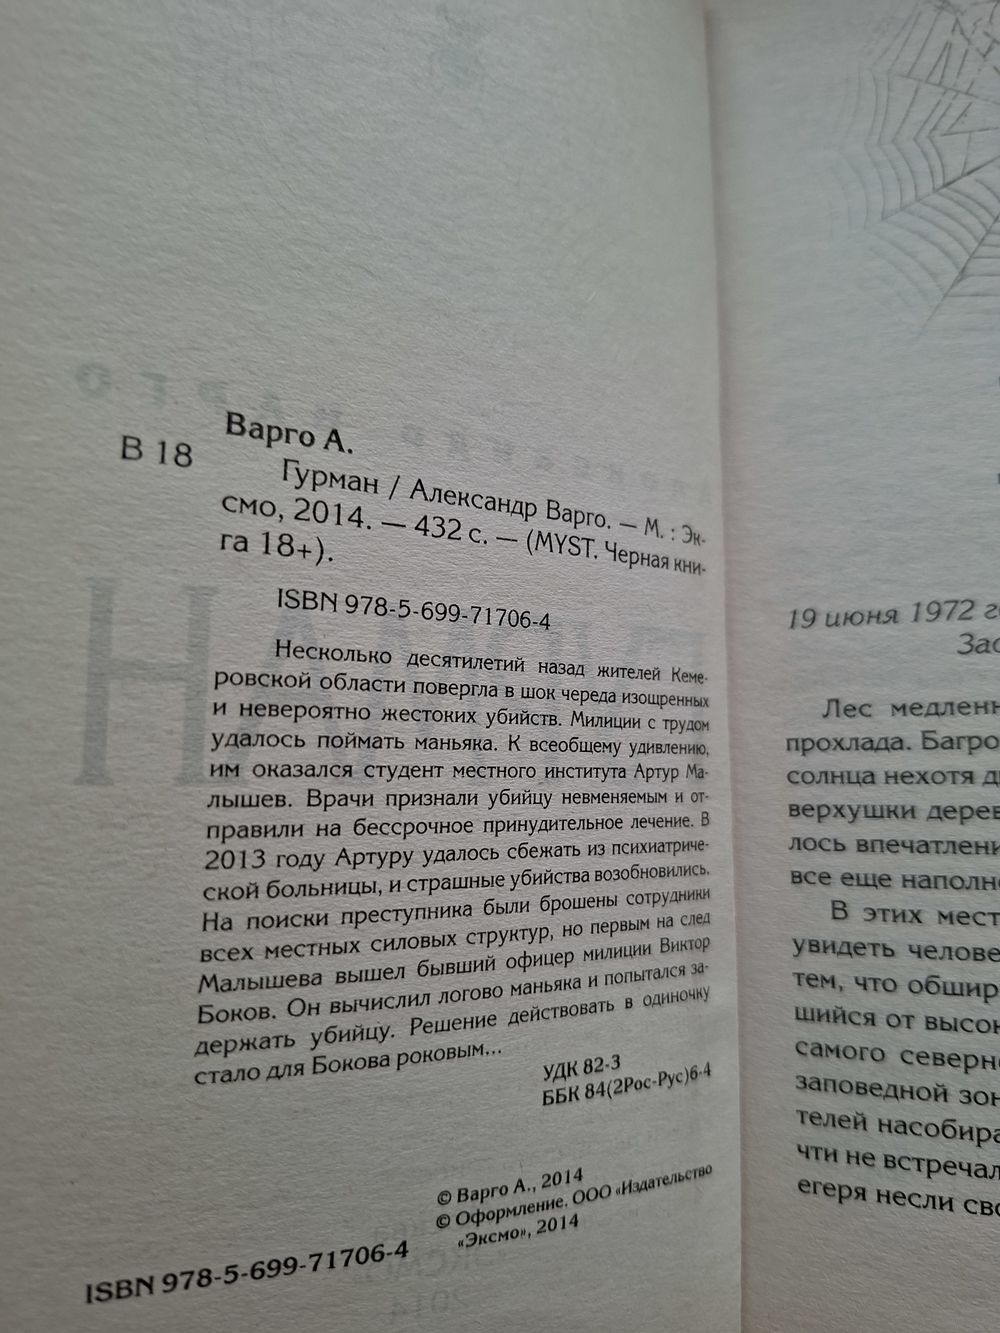 Варго А.
В 18
Гурман / Александр Варго. — М. : Эк-
смо, 2014. — 432 с. — (MYST. Черная кни-
га 18+).
ISBN 978-5-699-71706-4
Несколько десятилетий назад жителей Кеме-
ровской области повергла в шок череда изощренных
и невероятно жестоких убийств. Милиции с трудом
удалось поймать маньяка. К всеобщему удивлению,
им оказался студент местного института Артур Ма-
лышев. Врачи признали убийцу невменяемым и от-
правили на бессрочное принудительное лечение. В
2013 году Артуру удалось сбежать из психиатриче-
ской больницы, и страшные убийства возобновились.
На поиски преступника были брошены сотрудники
всех местных силовых структур, но первым на след
Малышева вышел бывший офицер милиции Виктор
Боков. Он вычислил логово маньяка и попытался за-
держать убийцу. Решение действовать в одиночку
стало для Бокова роковым...
УДК 82-3
ББК 84(2Рос-Рус)6-4
© Варго А., 2014
© Оформление. ООО «Издательство
«Эксмо», 2014
ISBN 978-5-699-71706-4
19 июня 1972 г
Зас
Лес медленн
прохлада. Багро
солнца нехотя д
верхушки дерев
лось впечатлени
все еще наполн
В этих мест
увидеть челове
тем, что обшир
шийся от высок
самого северн
заповедной зон
телей насобира
чти не встречал
егеря несли сво